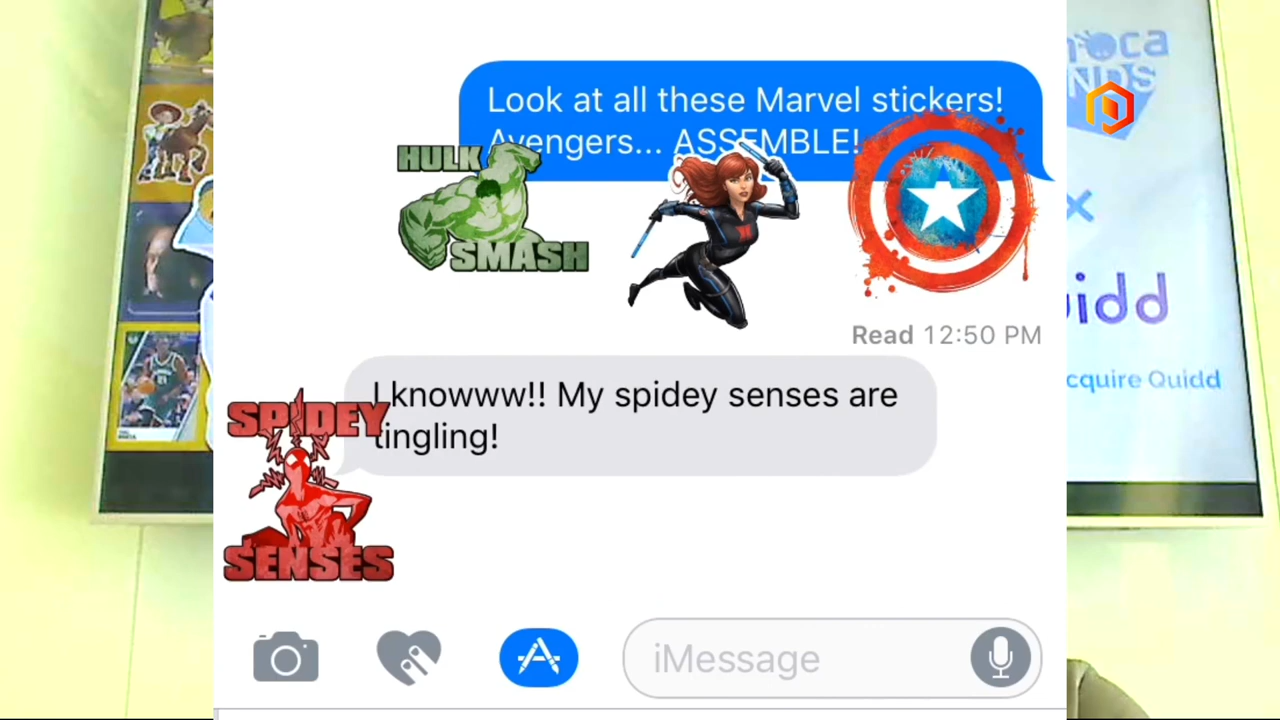 Look at all these Marvel stickers!
Avengers... ASSEMBLE!
HULK
SMASH
Read 12:50 PM
I knowww!! My spidey senses are
tingling!
SPIDEY
SENSES
iMessage
x
cquire Quidd